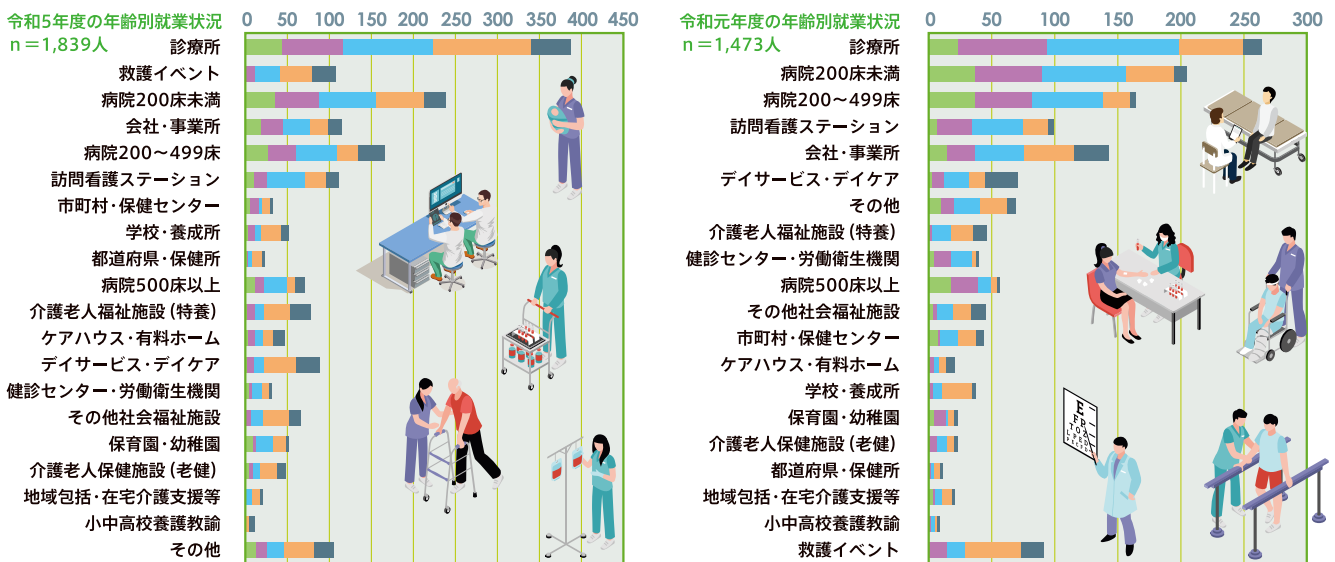 令和5年度の年齢別就業状況
n＝1,839人
0 50 100 150 200 250 300 350 400 450
診療所
救護イベント
病院200床未満
会社・事業所
病院200～499床
訪問看護ステーション
市町村・保健センター
学校・養成所
都道府県・保健所
病院500床以上
介護老人福祉施設（特養）
ケアハウス・有料ホーム
デイサービス・デイケア
健診センター・労働衛生機関
その他社会福祉施設
保育園・幼稚園
介護老人保健施設（老健）
地域包括・在宅介護支援等
小中高校養護教諭
その他
令和元年度の年齢別就業状況
n＝1,473人
0 50 100 150 200 250 300
診療所
病院200床未満
病院200～499床
訪問看護ステーション
会社・事業所
デイサービス・デイケア
その他
介護老人福祉施設（特養）
健診センター・労働衛生機関
病院500床以上
その他社会福祉施設
市町村・保健センター
ケアハウス・有料ホーム
学校・養成所
保育園・幼稚園
介護老人保健施設（老健）
都道府県・保健所
地域包括・在宅介護支援等
小中高校養護教諭
救護イベント
E